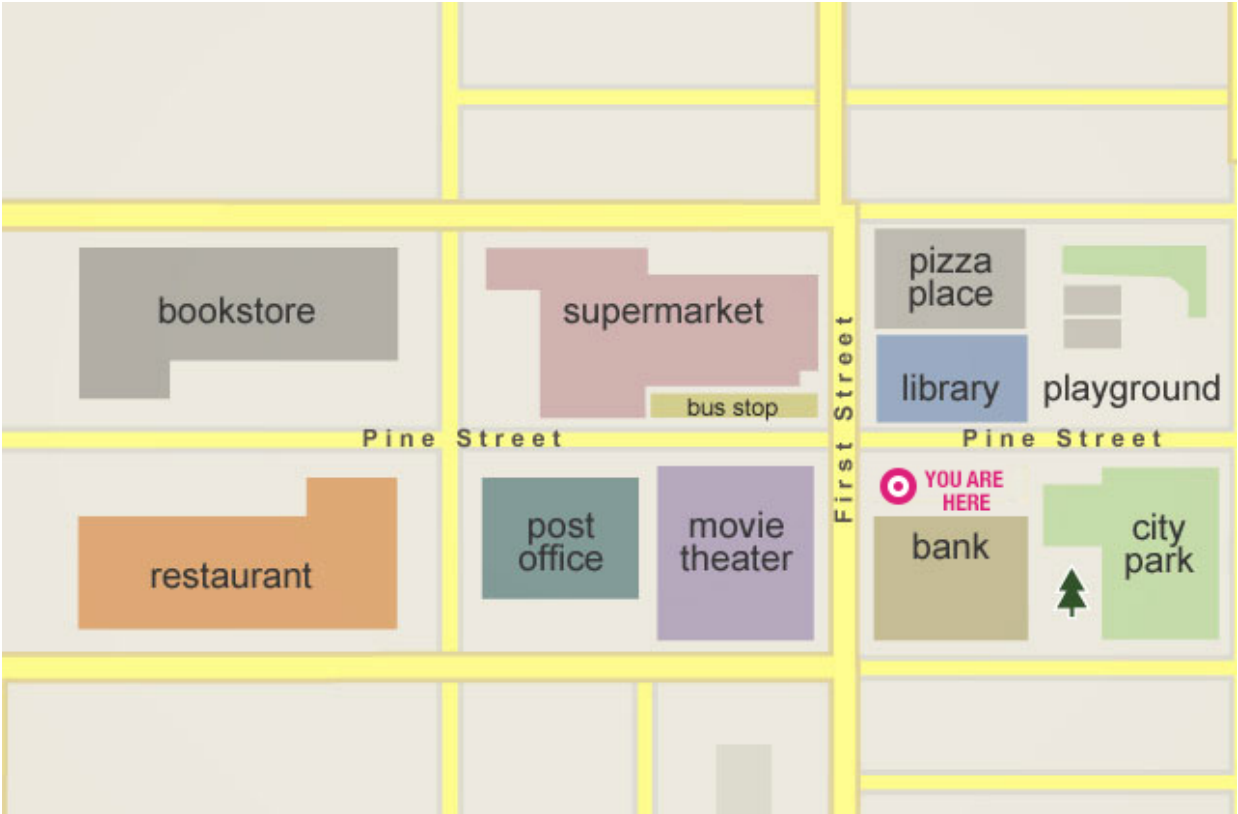 pizza
place
bookstore
supermarket
library
playground
bus stop
First Street
Pine Street
Pine Street
YOU ARE
HERE
post
office
movie
theater
bank
city
park
restaurant